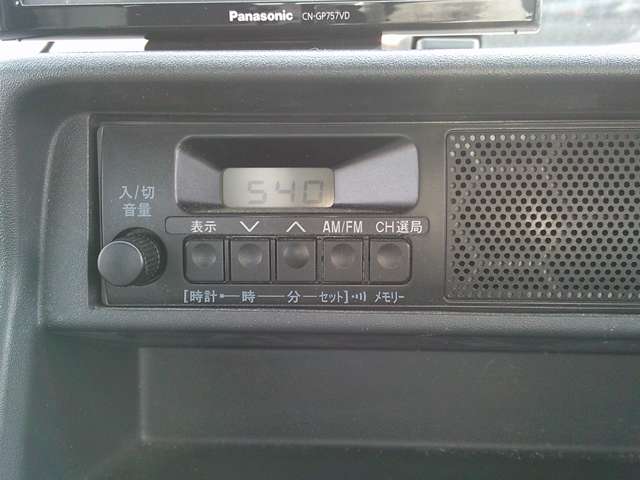 Panasonic CN-GP757VD
入/切
音量
540
表示 AM/FM CH選局
[時計 時 分 セット] メモリー